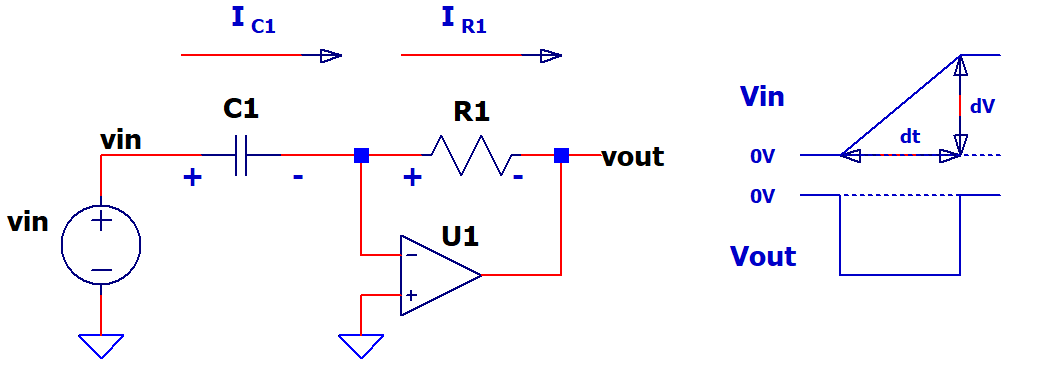 I C1
I R1
C1
R1
vin
vout
+ -
+ -
vin
+
−
U1
−
+
Vin
dV
dt
0V
0V
Vout